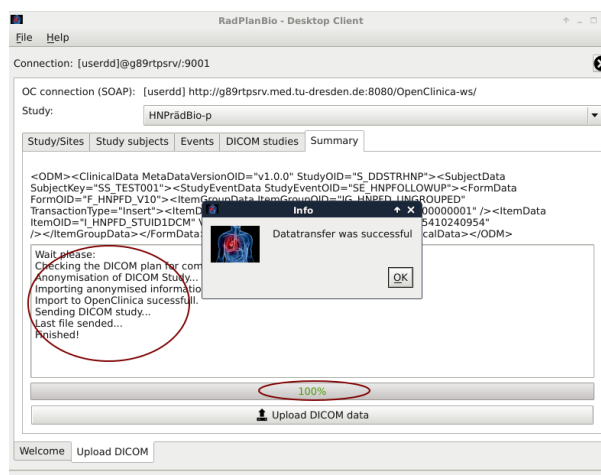 RadPlanBio - Desktop Client
File Help
Connection: [userdd]@g89rtpsrv/:9001
OC connection (SOAP): [userdd] http://g89rtpsrv.med.tu-dresden.de:8080/OpenClinica-ws/
Study: HNPrädBio-p
Study/Sites Study subjects Events DICOM studies Summary
<ODM><ClinicalData MetaDataVersionOID="v1.0.0" StudyOID="S_DDSTRHNP"><SubjectData
SubjectKey="SS_TEST001"><StudyEventData StudyEventOID="SE_HNPFOLLOWUP"><FormData
FormOID="F_HNPFD_V10"><ItemGroupData ItemGroupOID="IG_HNPFD_UNGROUPED"
TransactionType="Insert"><ItemD 00000001" /><ItemData
ItemOID="I_HNPFD_STUID1DCM" 5410240954"
/></ItemGroupData></FormData> calData></ODM>
Info
Datatransfer was successful
OK
Wait please:
Checking the DICOM plan for com
Anonymisation of DICOM Study...
Importing anonymised informatio
Import to OpenClinica sucessfull.
Sending DICOM study...
Last file sended...
Finished!
100%
Upload DICOM data
Welcome Upload DICOM